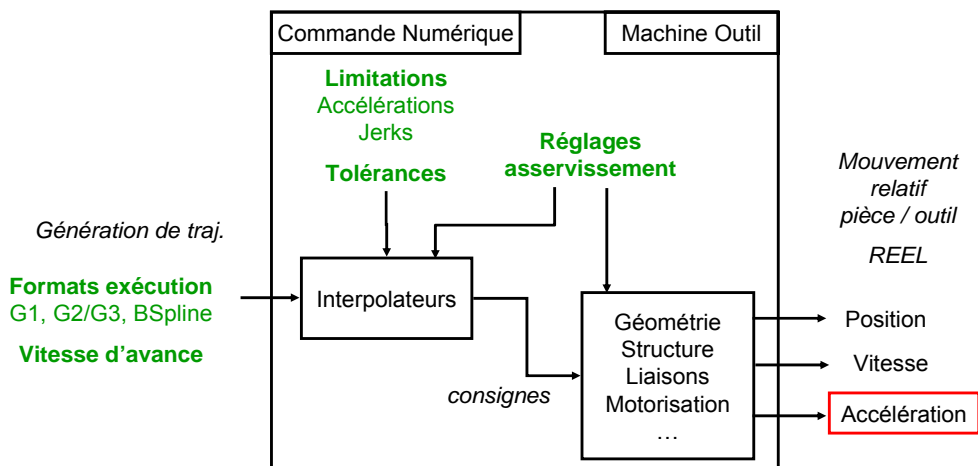 Commande Numérique
Machine Outil
Limitations
Accélérations
Jerks
Tolérances
Réglages
asservissement
Mouvement
relatif
pièce / outil
REEL
Génération de traj.
Formats exécution
G1, G2/G3, BSpline
Vitesse d'avance
Interpolateurs
consignes
Géométrie
Structure
Liaisons
Motorisation
…
Position
Vitesse
Accélération